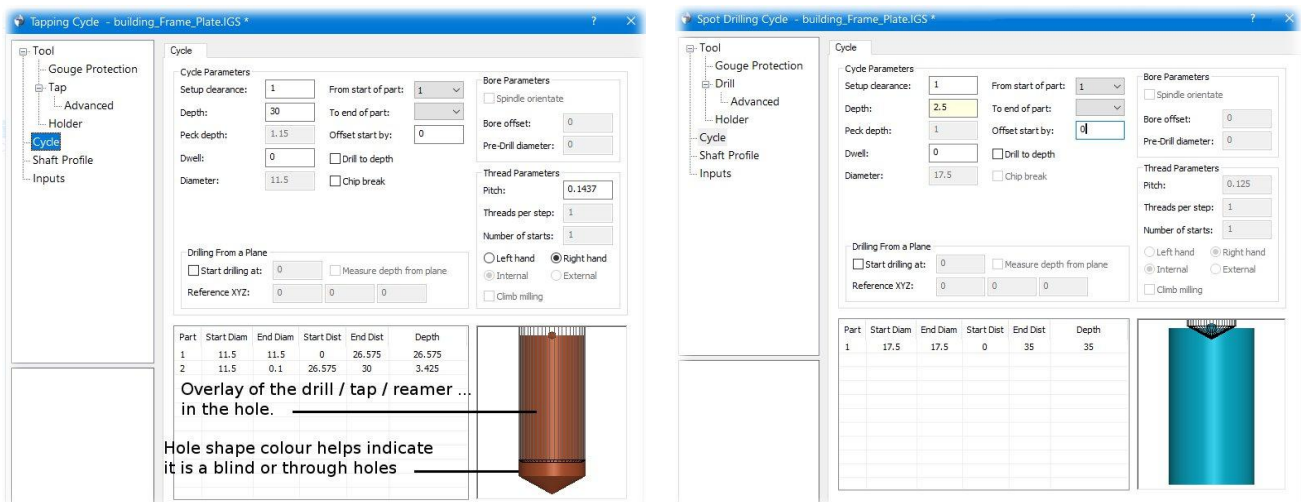 Tapping Cycle - building_Frame_Plate.IGS *
?
Tool
Gouge Protection
Tap
Advanced
Holder
Cycle
Shaft Profile
Inputs
Cycle
Cycle Parameters
Setup clearance: 1 From start of part: 1
Depth: 30 To end of part:
Peck depth: 1.15 Offset start by: 0
Dwell: 0 Drill to depth
Diameter: 11.5 Chip break
Bore Parameters
Spindle orientate
Bore offset: 0
Pre-Drill diameter: 0
Thread Parameters
Pitch: 0.1437
Threads per step: 1
Number of starts: 1
Left hand Right hand
Internal External
Climb milling
Drilling From a Plane
Start drilling at: 0 Measure depth from plane
Reference XYZ: 0 0 0
Part Start Diam End Diam Start Dist End Dist Depth
1 11.5 11.5 0 26.575 26.575
2 11.5 0.1 26.575 30 3.425
Overlay of the drill / tap / reamer ...
in the hole.
Hole shape colour helps indicate
it is a blind or through holes
Spot Drilling Cycle - building_Frame_Plate.IGS *
?
Tool
Gouge Protection
Drill
Advanced
Holder
Cycle
Shaft Profile
Inputs
Cycle
Cycle Parameters
Setup clearance: 1 From start of part: 1
Depth: 2.5 To end of part:
Peck depth: 1 Offset start by: 0
Dwell: 0 Drill to depth
Diameter: 17.5 Chip break
Bore Parameters
Spindle orientate
Bore offset: 0
Pre-Drill diameter: 0
Thread Parameters
Pitch: 0.125
Threads per step: 1
Number of starts: 1
Left hand Right hand
Internal External
Climb milling
Drilling From a Plane
Start drilling at: 0 Measure depth from plane
Reference XYZ: 0 0 0
Part Start Diam End Diam Start Dist End Dist Depth
1 17.5 17.5 0 35 35